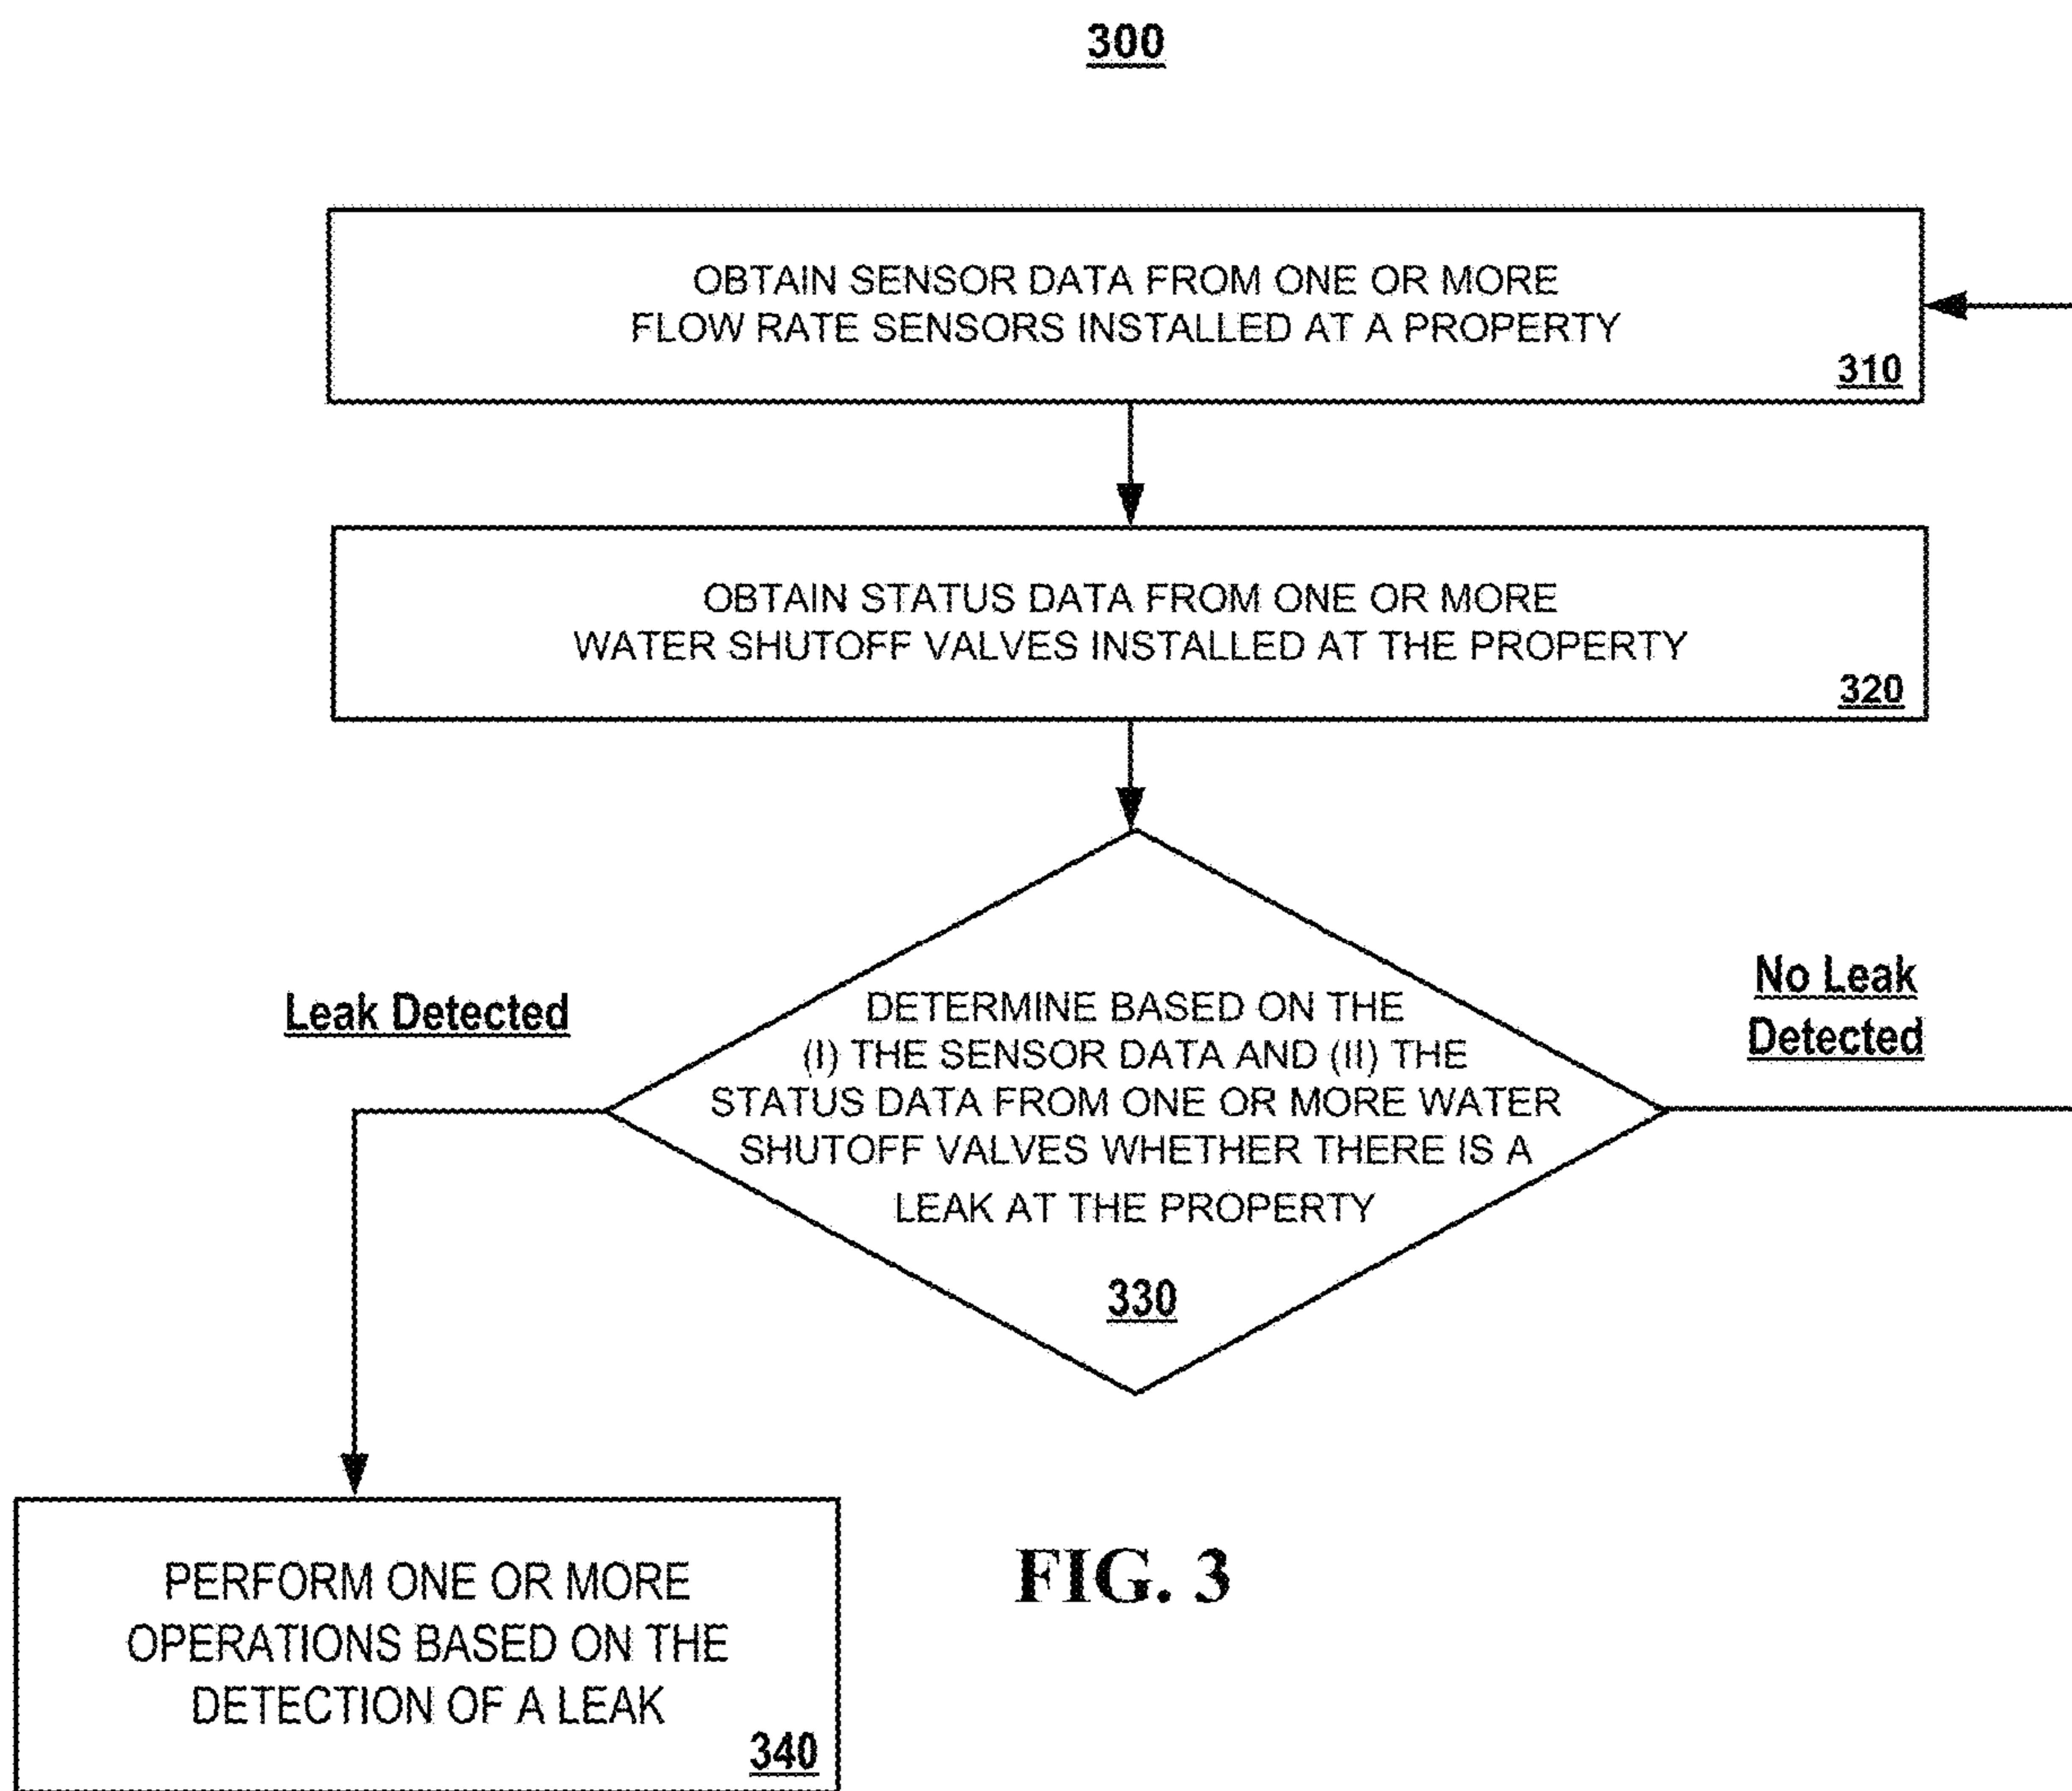 300
OBTAIN SENSOR DATA FROM ONE OR MORE
FLOW RATE SENSORS INSTALLED AT A PROPERTY
310
OBTAIN STATUS DATA FROM ONE OR MORE
WATER SHUTOFF VALVES INSTALLED AT THE PROPERTY
320
Leak Detected
DETERMINE BASED ON THE
(I) THE SENSOR DATA AND (II) THE
STATUS DATA FROM ONE OR MORE WATER
SHUTOFF VALVES WHETHER THERE IS A
LEAK AT THE PROPERTY
330
No Leak
Detected
PERFORM ONE OR MORE
OPERATIONS BASED ON THE
DETECTION OF A LEAK
340
FIG. 3